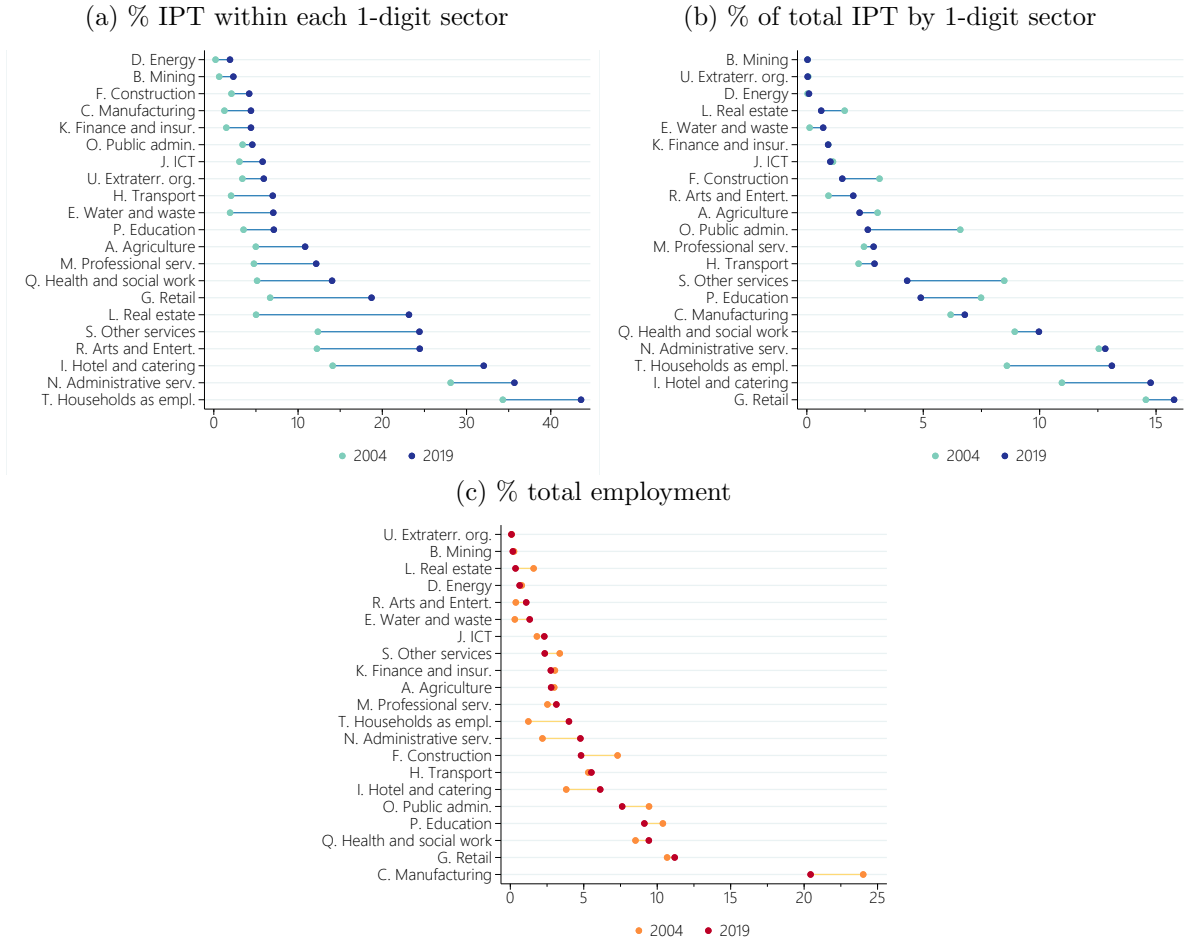 (a) % IPT within each 1-digit sector
D. Energy
B. Mining
F. Construction
C. Manufacturing
K. Finance and insur.
O. Public admin.
J. ICT
U. Extraterr. org.
H. Transport
E. Water and waste
P. Education
A. Agriculture
M. Professional serv.
Q. Health and social work
G. Retail
L. Real estate
S. Other services
R. Arts and Entert.
I. Hotel and catering
N. Administrative serv.
T. Households as empl.
0 10 20 30 40
2004 2019
(b) % of total IPT by 1-digit sector
B. Mining
U. Extraterr. org.
D. Energy
L. Real estate
E. Water and waste
K. Finance and insur.
J. ICT
F. Construction
R. Arts and Entert.
A. Agriculture
O. Public admin.
M. Professional serv.
H. Transport
S. Other services
P. Education
C. Manufacturing
Q. Health and social work
N. Administrative serv.
T. Households as empl.
I. Hotel and catering
G. Retail
0 5 10 15
2004 2019
(c) % total employment
U. Extraterr. org.
B. Mining
L. Real estate
D. Energy
R. Arts and Entert.
E. Water and waste
J. ICT
S. Other services
K. Finance and insur.
A. Agriculture
M. Professional serv.
T. Households as empl.
N. Administrative serv.
F. Construction
H. Transport
I. Hotel and catering
O. Public admin.
P. Education
Q. Health and social work
G. Retail
C. Manufacturing
0 5 10 15 20 25
2004 2019